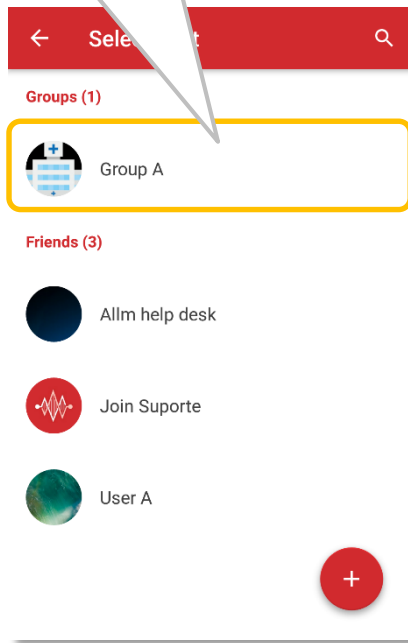 Groups (1)
Group A
Friends (3)
Allm help desk
Join Suporte
User A